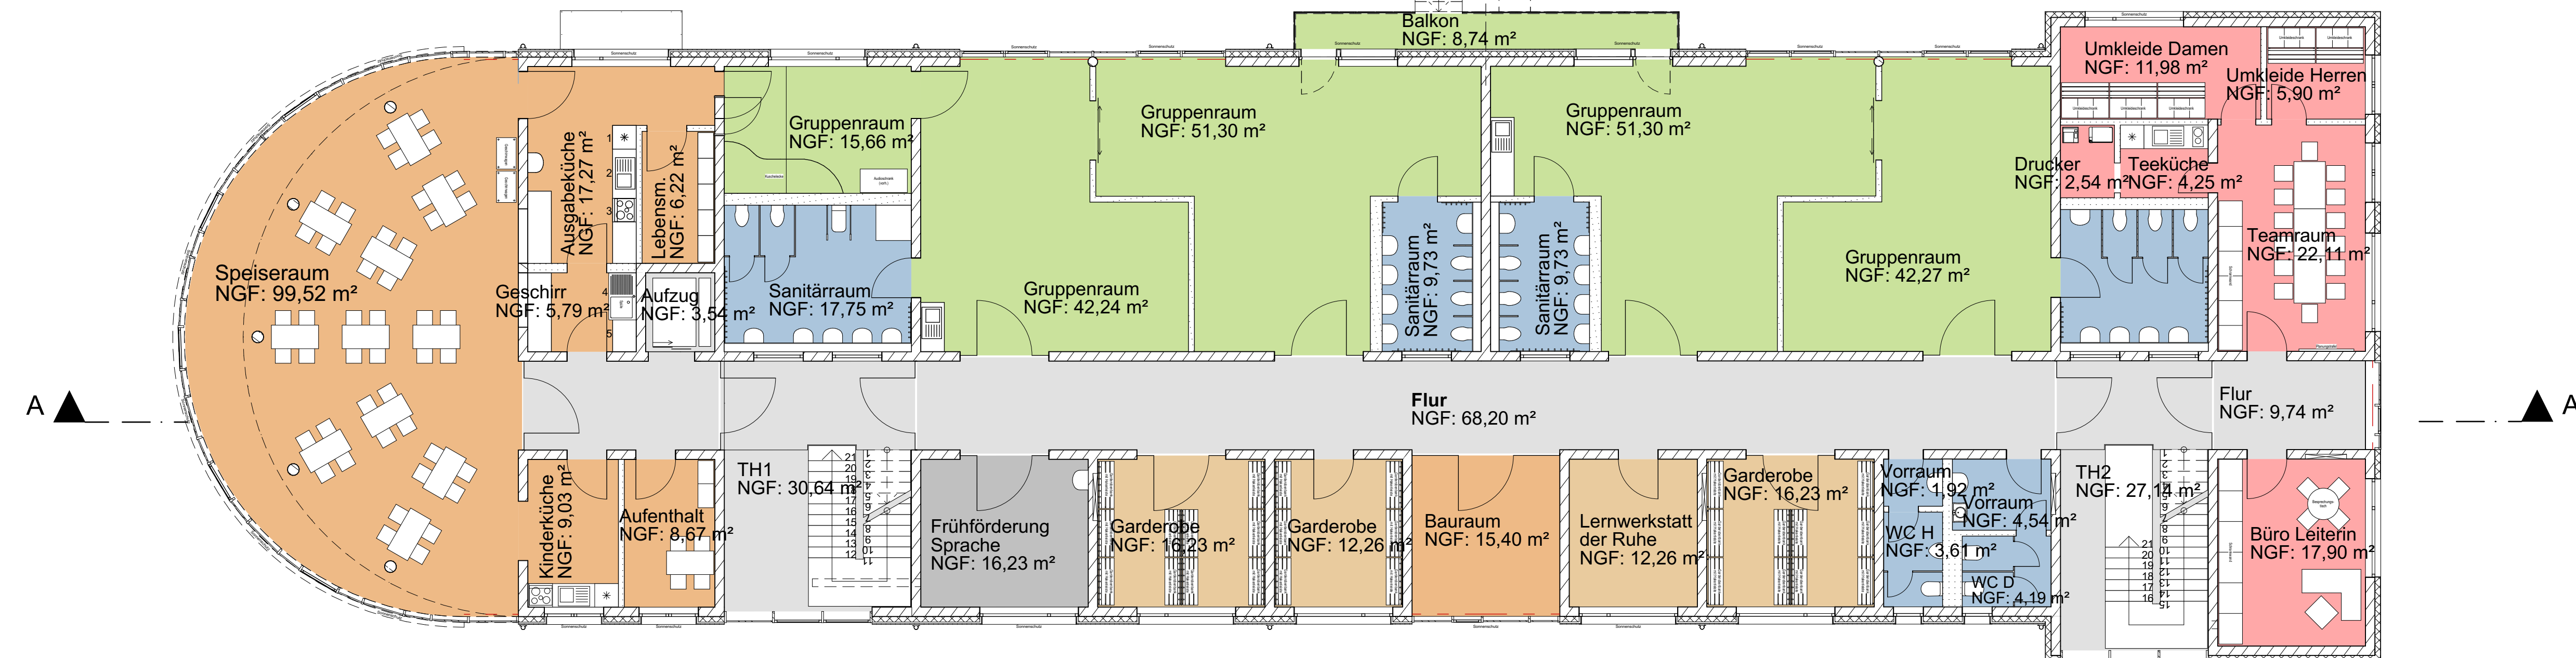 Balkon
NGF: 8,74 m²
Umkleide Damen
NGF: 11,98 m²
Umkleide Herren
NGF: 5,90 m²
Gruppenraum
NGF: 15,66 m²
Gruppenraum
NGF: 51,30 m²
Gruppenraum
NGF: 51,30 m²
Ausgabeküche
NGF: 17,27 m²
Lebensm.
NGF: 6,22 m²
1
2
3
4
5
Drucker
NGF: 2,54 m²
Teeküche
NGF: 4,25 m²
Teamraum
NGF: 22,11 m²
Speiseraum
NGF: 99,52 m²
Geschirr
NGF: 5,79 m²
Aufzug
NGF: 3,54 m²
Sanitärraum
NGF: 17,75 m²
Gruppenraum
NGF: 42,24 m²
Sanitärraum
NGF: 9,73 m²
Sanitärraum
NGF: 9,73 m²
Gruppenraum
NGF: 42,27 m²
A
Flur
NGF: 68,20 m²
Flur
NGF: 9,74 m²
A
Kinderküche
NGF: 9,03 m²
Aufenthalt
NGF: 8,67 m²
TH1
NGF: 30,64 m²
Frühförderung
Sprache
NGF: 16,23 m²
Garderobe
NGF: 16,23 m²
Garderobe
NGF: 12,26 m²
Bauraum
NGF: 15,40 m²
Lernwerkstatt
der Ruhe
NGF: 12,26 m²
Garderobe
NGF: 16,23 m²
Vorraum
NGF: 1,92 m²
Vorraum
NGF: 4,54 m²
WC H
NGF: 3,61 m²
WC D
NGF: 4,19 m²
TH2
NGF: 27,14 m²
Büro Leiterin
NGF: 17,90 m²
Sonnenschutz